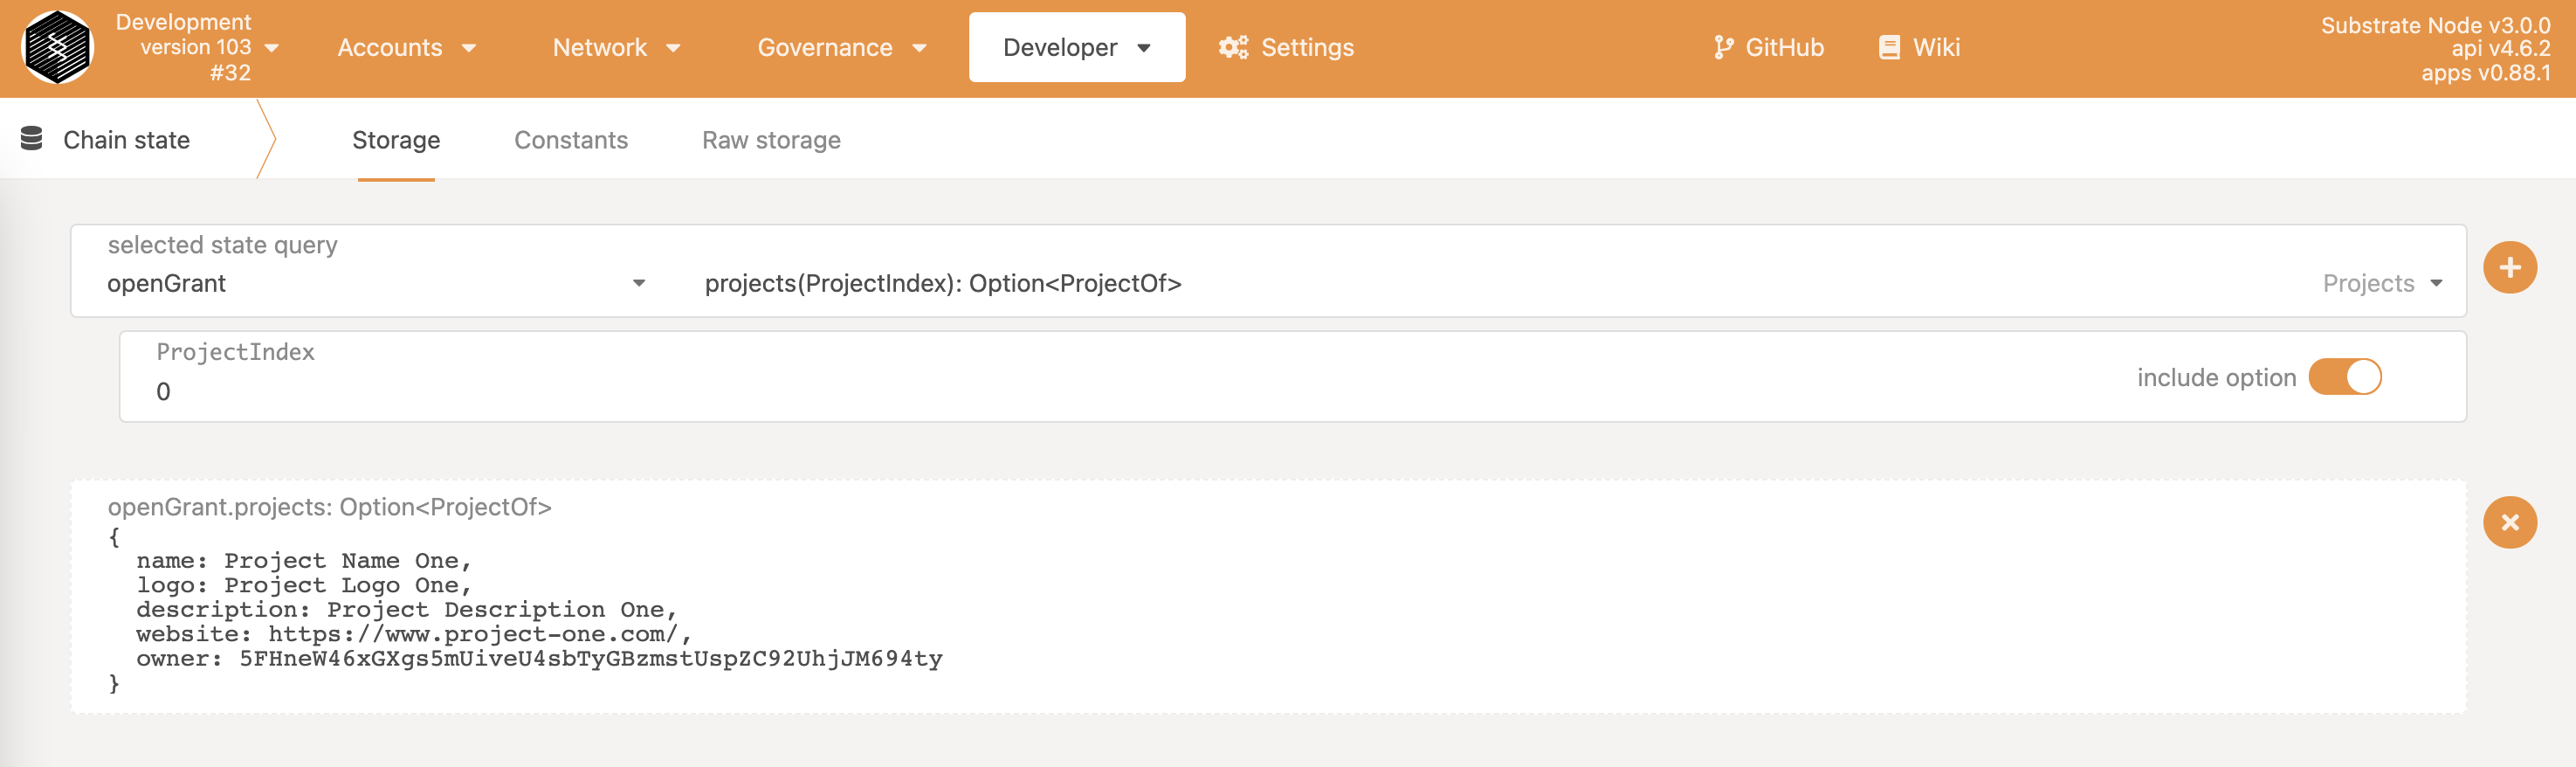 Development
version 103
#32
Accounts
Network
Governance
Developer
Settings
GitHub
Wiki
Substrate Node v3.0.0
api v4.6.2
apps v0.88.1
Chain state
Storage
Constants
Raw storage
selected state query
openGrant
projects(ProjectIndex): Option<ProjectOf>
Projects
ProjectIndex
0
include option
openGrant.projects: Option<ProjectOf>
{
  name: Project Name One,
  logo: Project Logo One,
  description: Project Description One,
  website: https://www.project-one.com/,
  owner: 5FHneW46xGXgs5mUiveU4sbTyGBzmstUspZC92UhjJM694ty
}